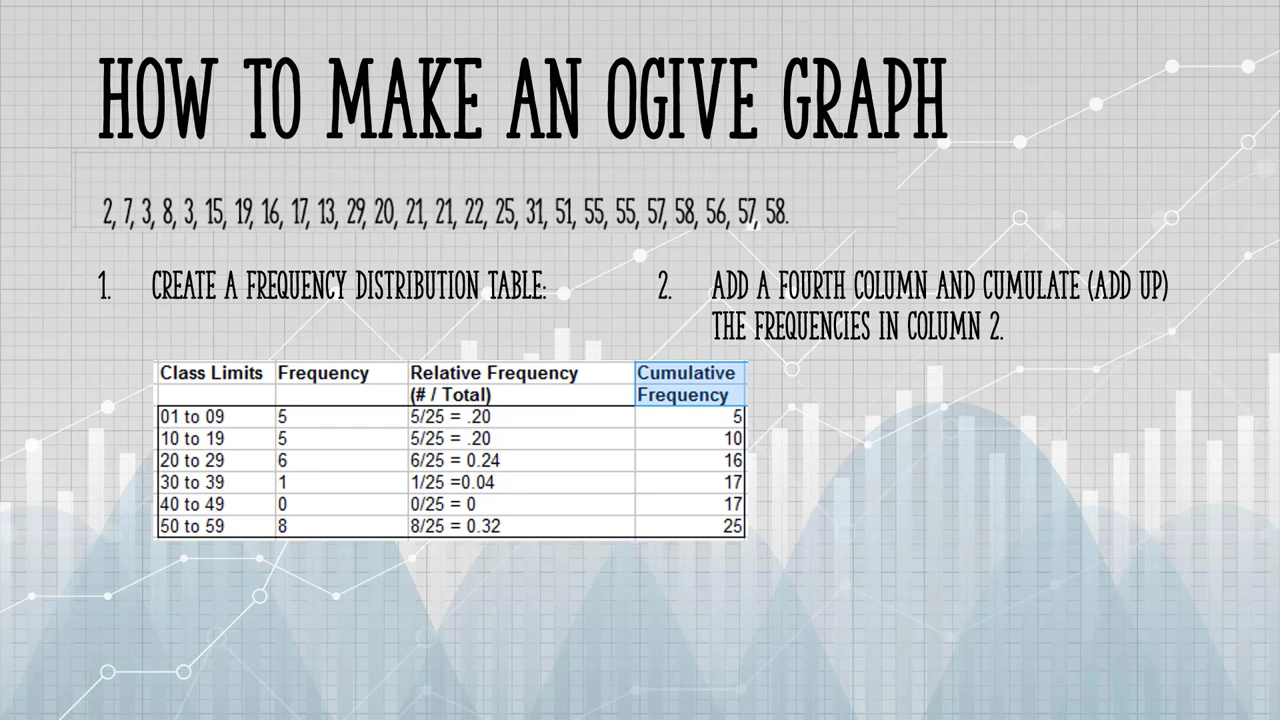 HOW TO MAKE AN OGIVE GRAPH
2, 7, 3, 8, 3, 15, 19, 16, 17, 13, 29, 20, 21, 21, 22, 25, 31, 51, 55, 55, 57, 58, 56, 57, 58.
1. CREATE A FREQUENCY DISTRIBUTION TABLE:
2. ADD A FOURTH COLUMN AND CUMULATE (ADD UP)
THE FREQUENCIES IN COLUMN 2.
Class Limits Frequency Relative Frequency Cumulative
(# / Total) Frequency
01 to 09 5 5/25 = .20 5
10 to 19 5 5/25 = .20 10
20 to 29 6 6/25 = 0.24 16
30 to 39 1 1/25 =0.04 17
40 to 49 0 0/25 = 0 17
50 to 59 8 8/25 = 0.32 25